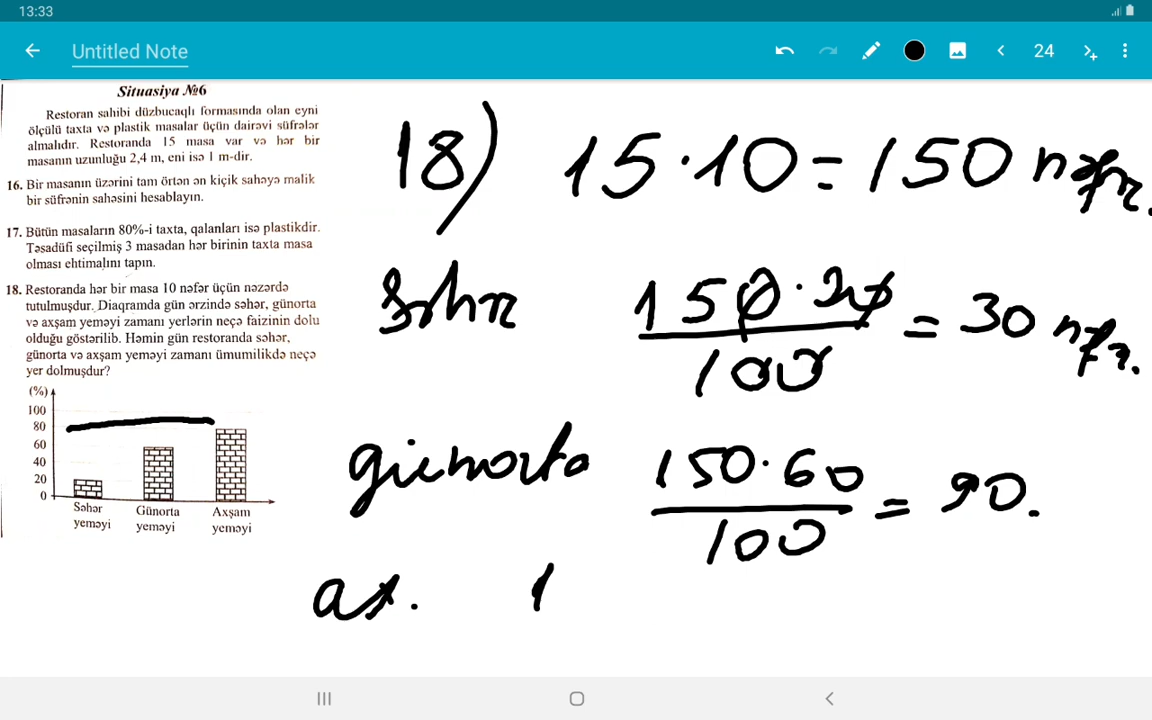 13:33
Untitled Note
24
Situasiya №6
Restoran sahibi düzbucaqlı formasında olan eyni
ölçülü taxta və plastik masalar üçün dairəvi süfrələr
almalıdır. Restoranda 15 masa var və hər bir
masanın uzunluğu 2,4 m, eni isə 1 m-dir.
16. Bir masanın üzərini tam örtən ən kiçik sahəyə malik
bir süfrənin sahəsini hesablayın.
17. Bütün masaların 80%-i taxta, qalanları isə plastikdir.
Təsadüfi seçilmiş 3 masadan hər birinin taxta masa
olması ehtimalını tapın.
18. Restoranda hər bir masa 10 nəfər üçün nəzərdə
tutulmuşdur. Diaqramda gün ərzində səhər, günorta
və axşam yeməyi zamanı yerlərin neçə faizinin dolu
olduğu göstərilib. Həmin gün restoranda səhər,
günorta və axşam yeməyi zamanı ümumilikdə neçə
yer dolmuşdur?
(%)
100
80
60
40
20
0
Səhər yeməyi
Günorta yeməyi
Axşam yeməyi
18) 15·10=150 nəfər.
səhər 150·20/100 = 30 nəfər.
günorta 150·60/100 = 90.
ax. 1